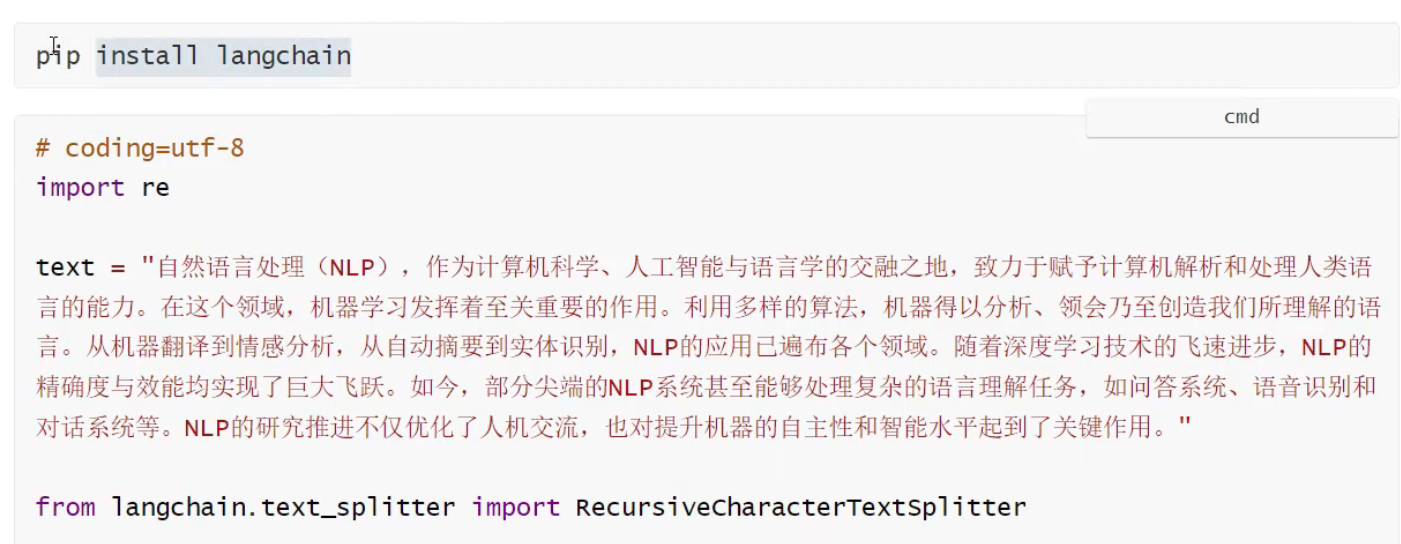 pip install langchain
cmd
# coding=utf-8
import re
text = "自然语言处理（NLP），作为计算机科学、人工智能与语言学的交融之地，致力于赋予计算机解析和处理人类语
言的能力。在这个领域，机器学习发挥着至关重要的作用。利用多样的算法，机器得以分析、领会乃至创造我们所理解的语
言。从机器翻译到情感分析，从自动摘要到实体识别，NLP的应用已遍布各个领域。随着深度学习技术的飞速进步，NLP的
精确度与效能均实现了巨大飞跃。如今，部分尖端的NLP系统甚至能够处理复杂的语言理解任务，如问答系统、语音识别和
对话系统等。NLP的研究推进不仅优化了人机交流，也对提升机器的自主性和智能水平起到了关键作用。"
from langchain.text_splitter import RecursiveCharacterTextSplitter